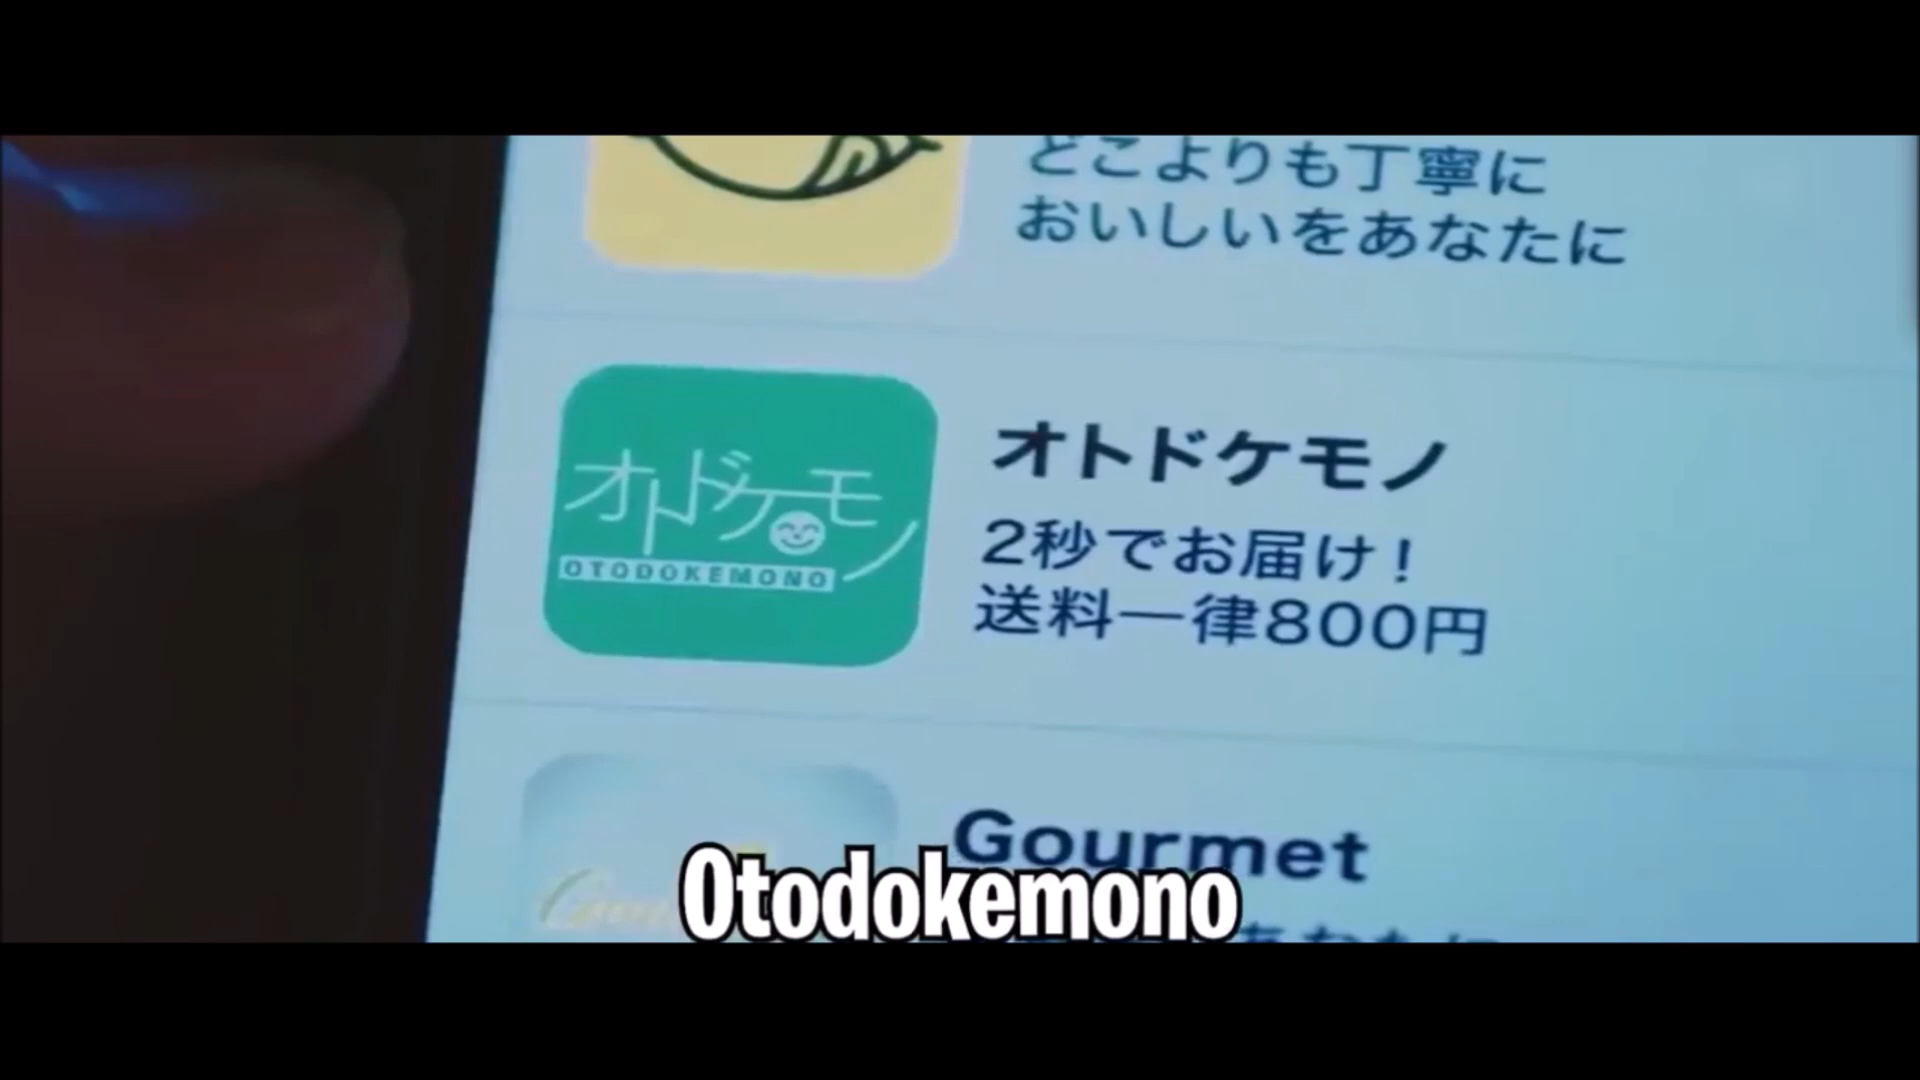 どこよりも丁寧に
おいしいをあなたに
オトドケモノ
OTODOKEMONO
オトドケモノ
2秒でお届け!
送料一律800円
Gourmet
Otodokemono